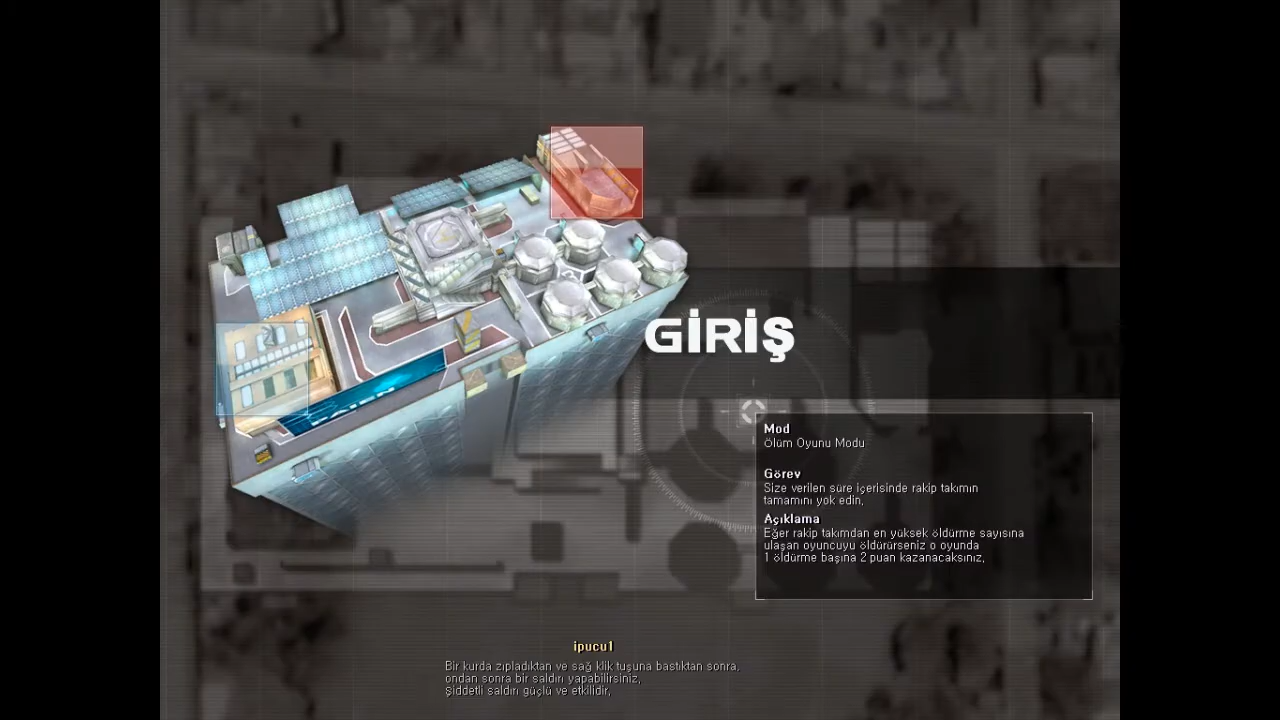 GİRİŞ
Mod
Ölüm Oyunu Modu
Görev
Size verilen süre içerisinde rakip takımın
tamamını yok edin,
Açıklama
Eğer rakip takımdan en yüksek öldürme sayısına
ulaşan oyuncuyu öldürürseniz o oyunda
1 öldürme başına 2 puan kazanacaksınız,
ipucu1
Bir kurda zıpladıktan ve sağ klik tuşuna bastıktan sonra,
ondan sonra bir saldırı yapabilirsiniz,
Şiddetli saldırı güçlü ve etkilidir,